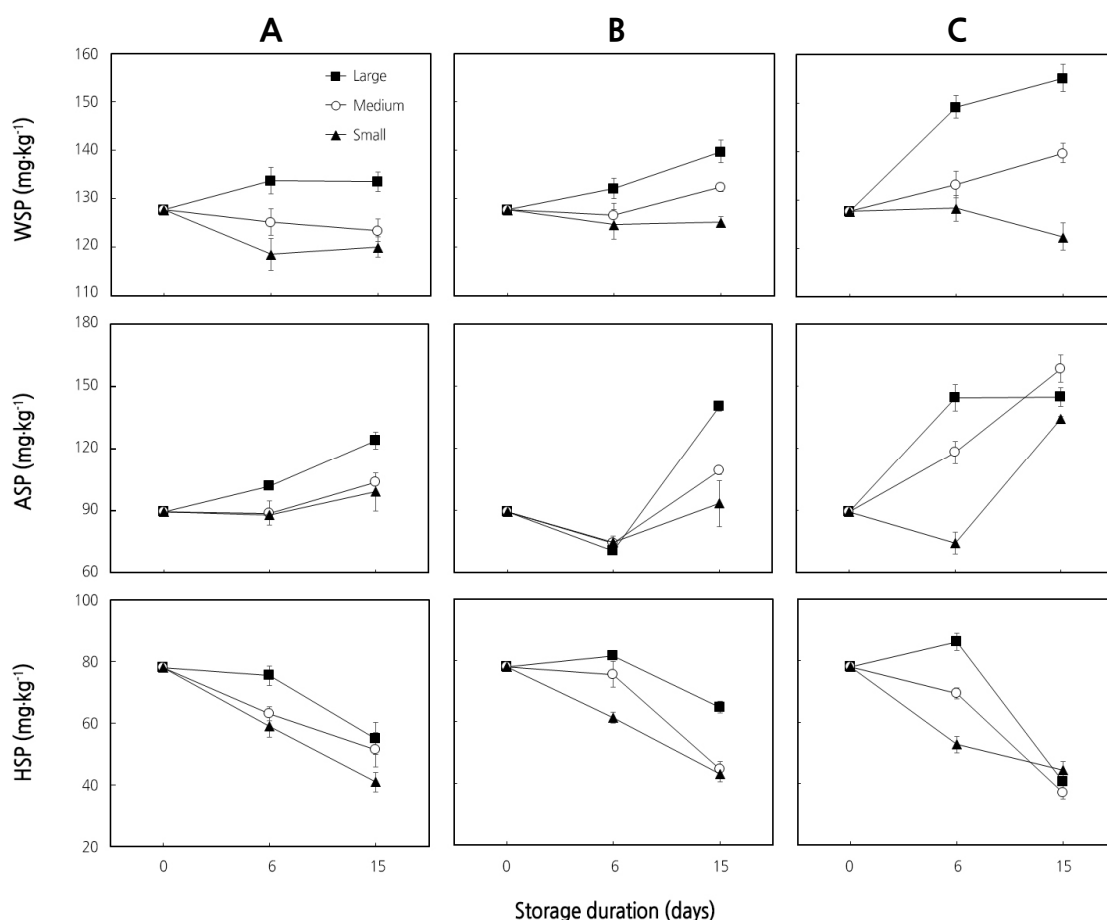 A B C
160
150
140
130
120
110
WSP (mg·kg⁻¹)
Large
Medium
Small
180
150
120
90
60
ASP (mg·kg⁻¹)
100
80
60
40
20
HSP (mg·kg⁻¹)
0 6 15 0 6 15 0 6 15
Storage duration (days)